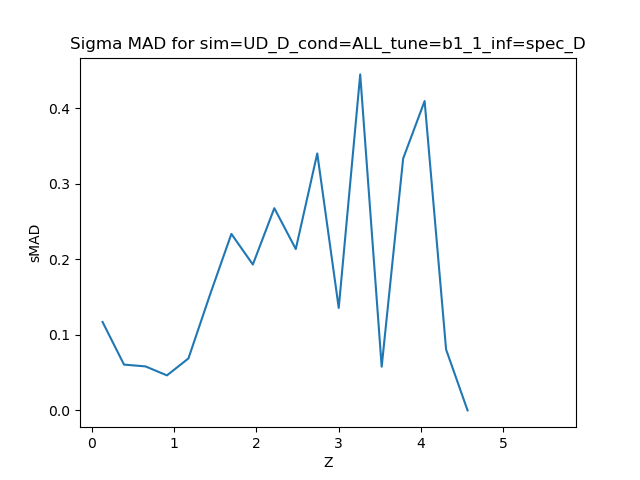 Sigma MAD for sim=UD_D_cond=ALL_tune=b1_1_inf=spec_D
0.4
0.3
0.2
0.1
0.0
sMAD
0 1 2 3 4 5
Z